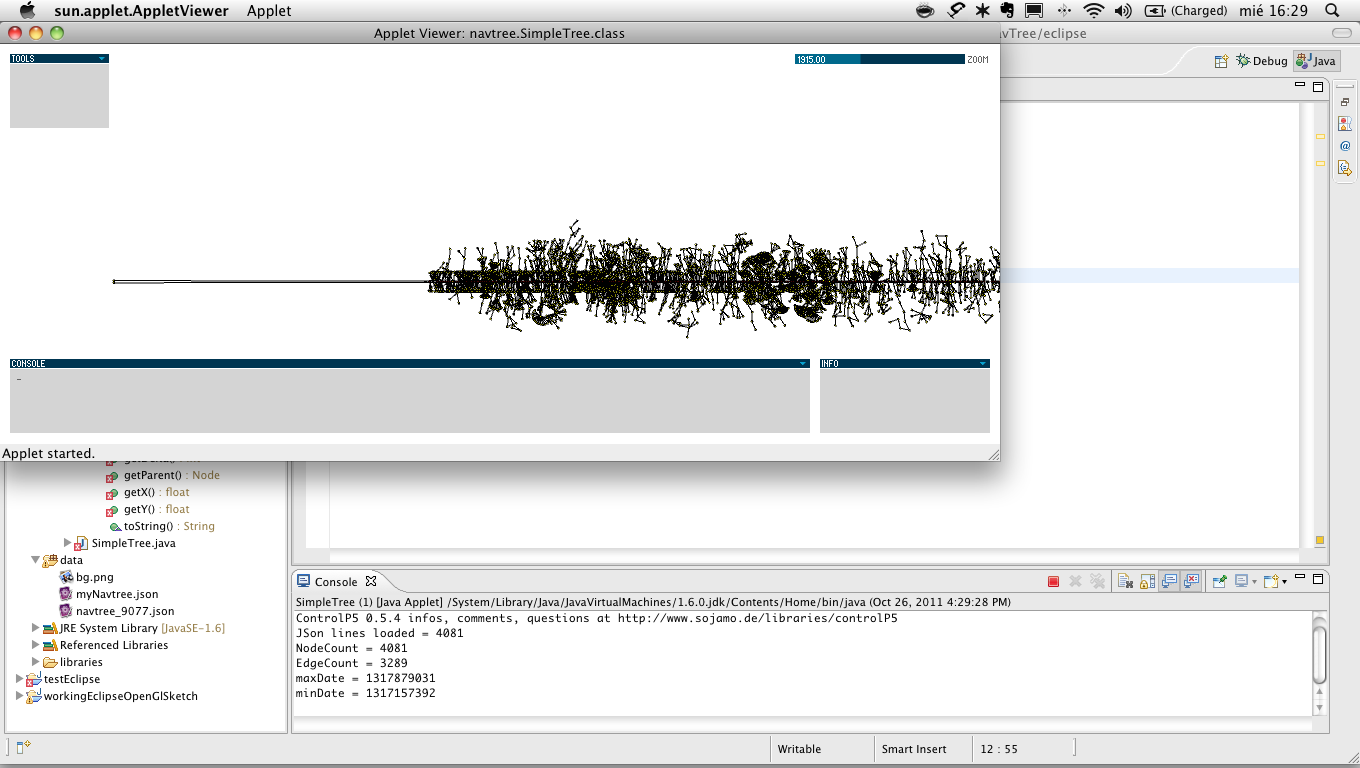 sun.applet.AppletViewer Applet (Charged) mié 16:29
Applet Viewer: navtree.SimpleTree.class
avTree/eclipse
TOOLS
1915.00 ZOOM
Debug Java
CONSOLE
INFO
Applet started.
getParent() : Node
getX() : float
getY() : float
toString() : String
SimpleTree.java
data
bg.png
myNavtree.json
navtree_9077.json
JRE System Library [JavaSE-1.6]
Referenced Libraries
libraries
testEclipse
workingEclipseOpenGlSketch
Console
SimpleTree (1) [Java Applet] /System/Library/Java/JavaVirtualMachines/1.6.0.jdk/Contents/Home/bin/java (Oct 26, 2011 4:29:28 PM)
ControlP5 0.5.4 infos, comments, questions at http://www.sojamo.de/libraries/controlP5
JSon lines loaded = 4081
NodeCount = 4081
EdgeCount = 3289
maxDate = 1317879031
minDate = 1317157392
Writable Smart Insert 12 : 55